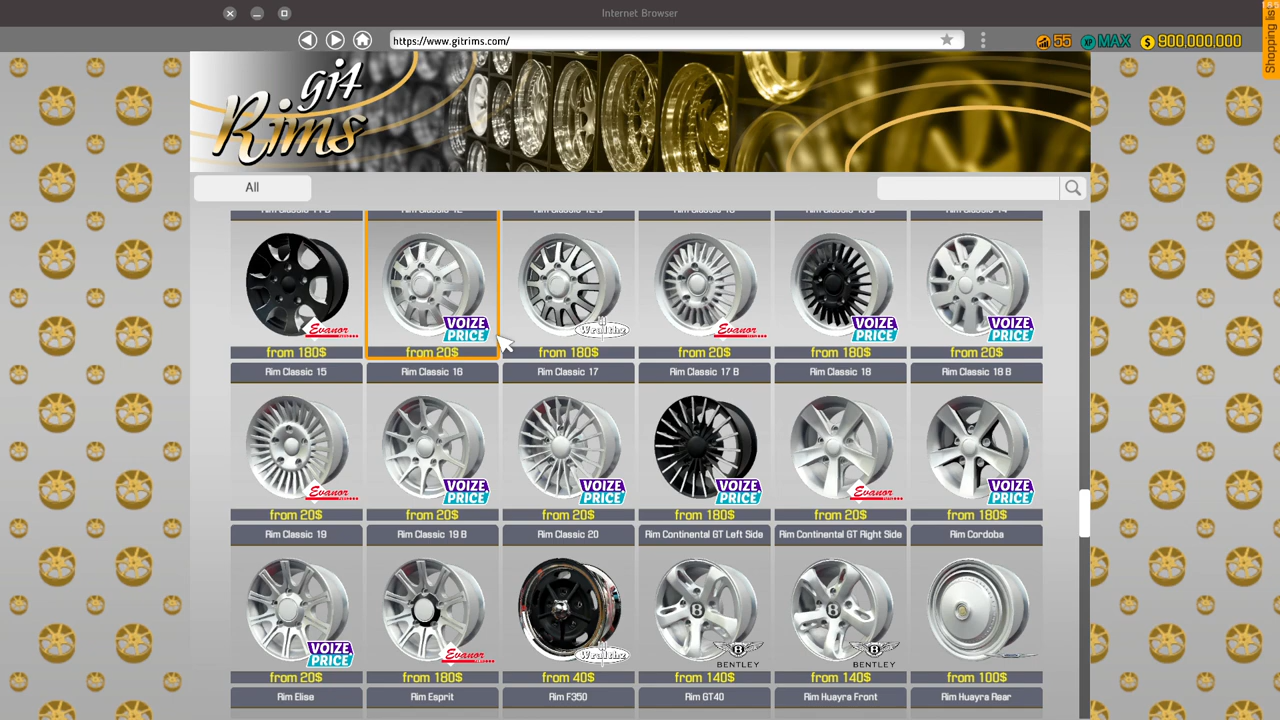 Internet Browser
https://www.gitrims.com/
55 MAX 900,000,000
Shopping list
git
Rims
All
Evanor VOIZE PRICE Wrealthz Evanor VOIZE PRICE VOIZE PRICE
from 180$ from 20$ from 180$ from 20$ from 180$ from 20$
Rim Classic 15 Rim Classic 16 Rim Classic 17 Rim Classic 17 B Rim Classic 18 Rim Classic 18 B
Evanor VOIZE PRICE VOIZE PRICE VOIZE PRICE Evanor VOIZE PRICE
from 20$ from 20$ from 20$ from 180$ from 20$ from 180$
Rim Classic 19 Rim Classic 19 B Rim Classic 20 Rim Continental GT Left Side Rim Continental GT Right Side Rim Cordoba
VOIZE PRICE Evanor BENTLEY BENTLEY
from 20$ from 180$ from 40$ from 140$ from 140$ from 100$
Rim Elise Rim Esprit Rim F350 Rim GT40 Rim Huayra Front Rim Huayra Rear